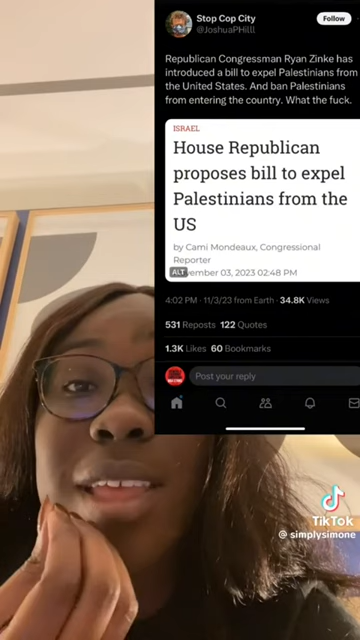 Stop Cop City
@JoshuaPHilll
Follow
Republican Congressman Ryan Zinke has
introduced a bill to expel Palestinians from
the United States. And ban Palestinians
from entering the country. What the fuck.
ISRAEL
House Republican
proposes bill to expel
Palestinians from the
US
by Cami Mondeaux, Congressional
Reporter
ALT
vember 03, 2023 02:48 PM
4:02 PM · 11/3/23 from Earth · 34.8K Views
531 Reposts 122 Quotes
1.3K Likes 60 Bookmarks
Post your reply
TikTok
@ simplysimone